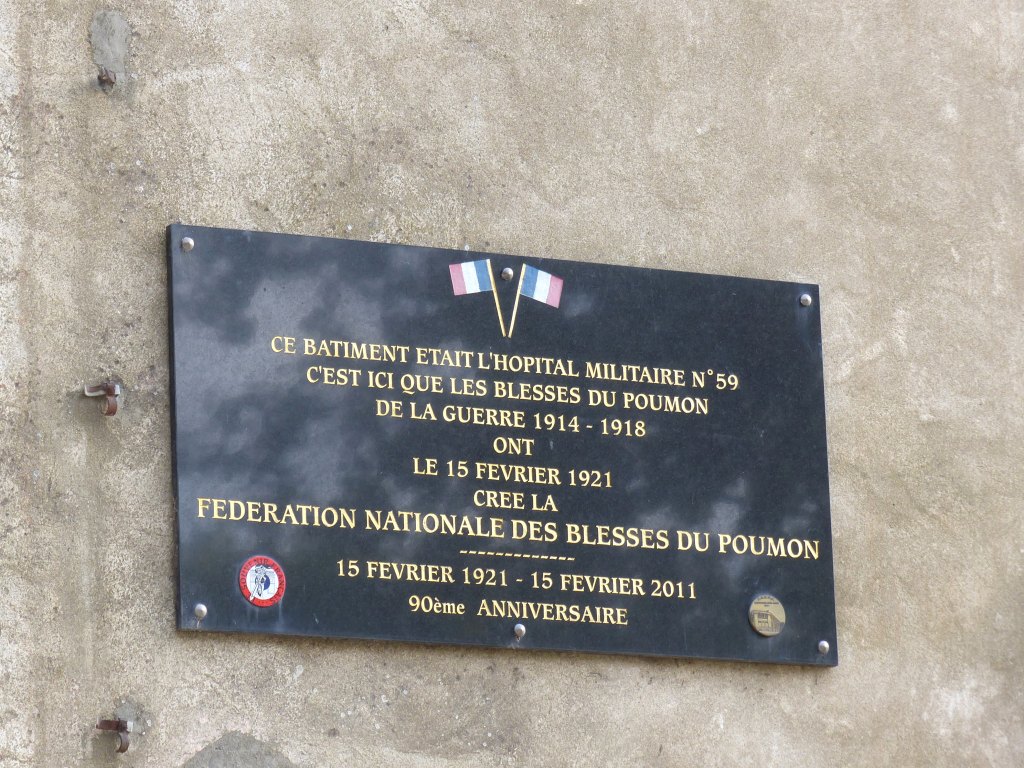 CE BATIMENT ETAIT L'HOPITAL MILITAIRE N°59
C'EST ICI QUE LES BLESSES DU POUMON
DE LA GUERRE 1914 - 1918
ONT
LE 15 FEVRIER 1921
CREE LA
FEDERATION NATIONALE DES BLESSES DU POUMON
-------------
15 FEVRIER 1921 - 15 FEVRIER 2011
90ème ANNIVERSAIRE